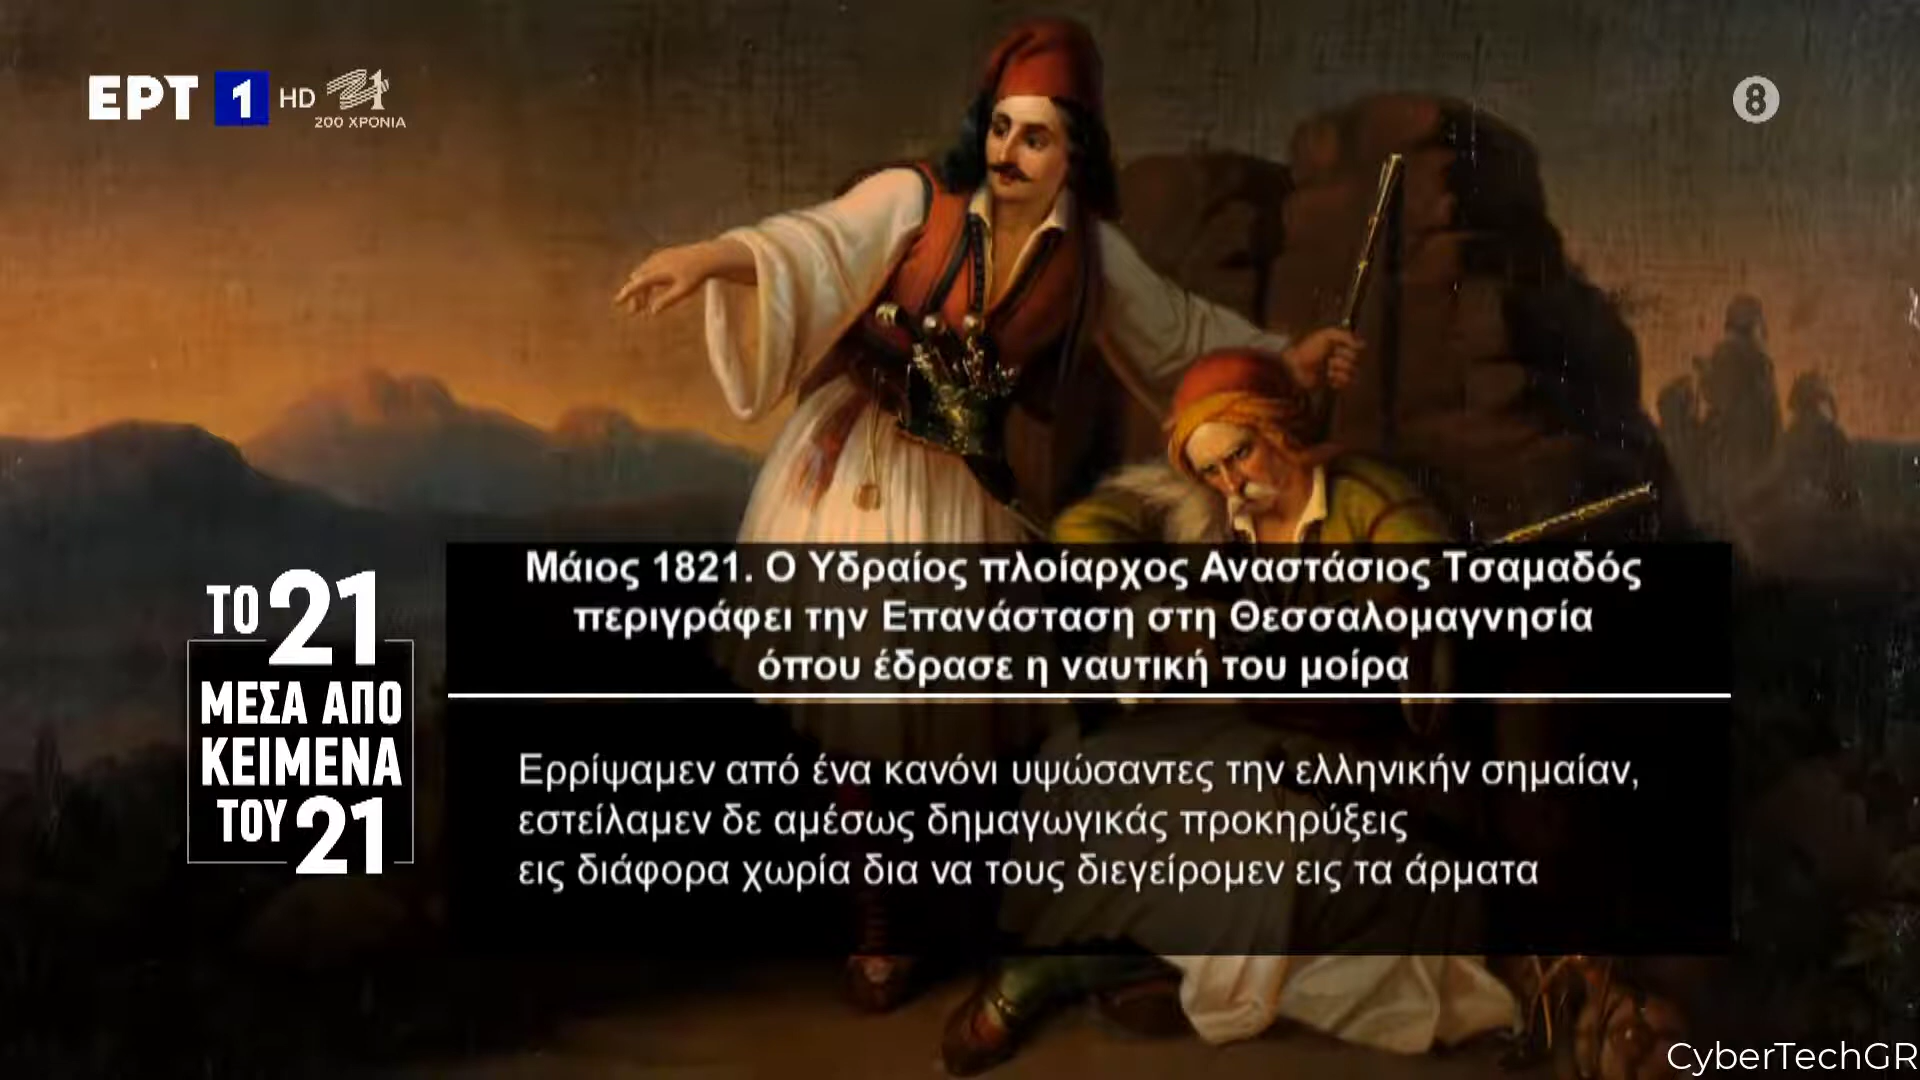 ΕΡΤ 1 HD 21
200 ΧΡΟΝΙΑ
8
Μάιος 1821. Ο Υδραίος πλοίαρχος Αναστάσιος Τσαμαδός
περιγράφει την Επανάσταση στη Θεσσαλομαγνησία
όπου έδρασε η ναυτική του μοίρα
ΤΟ 21
ΜΕΣΑ ΑΠΟ
ΚΕΙΜΕΝΑ
ΤΟΥ 21
Ερρίψαμεν από ένα κανόνι υψώσαντες την ελληνικήν σημαίαν,
εστείλαμεν δε αμέσως δημαγωγικάς προκηρύξεις
εις διάφορα χωρία δια να τους διεγείρομεν εις τα άρματα
CyberTechGR